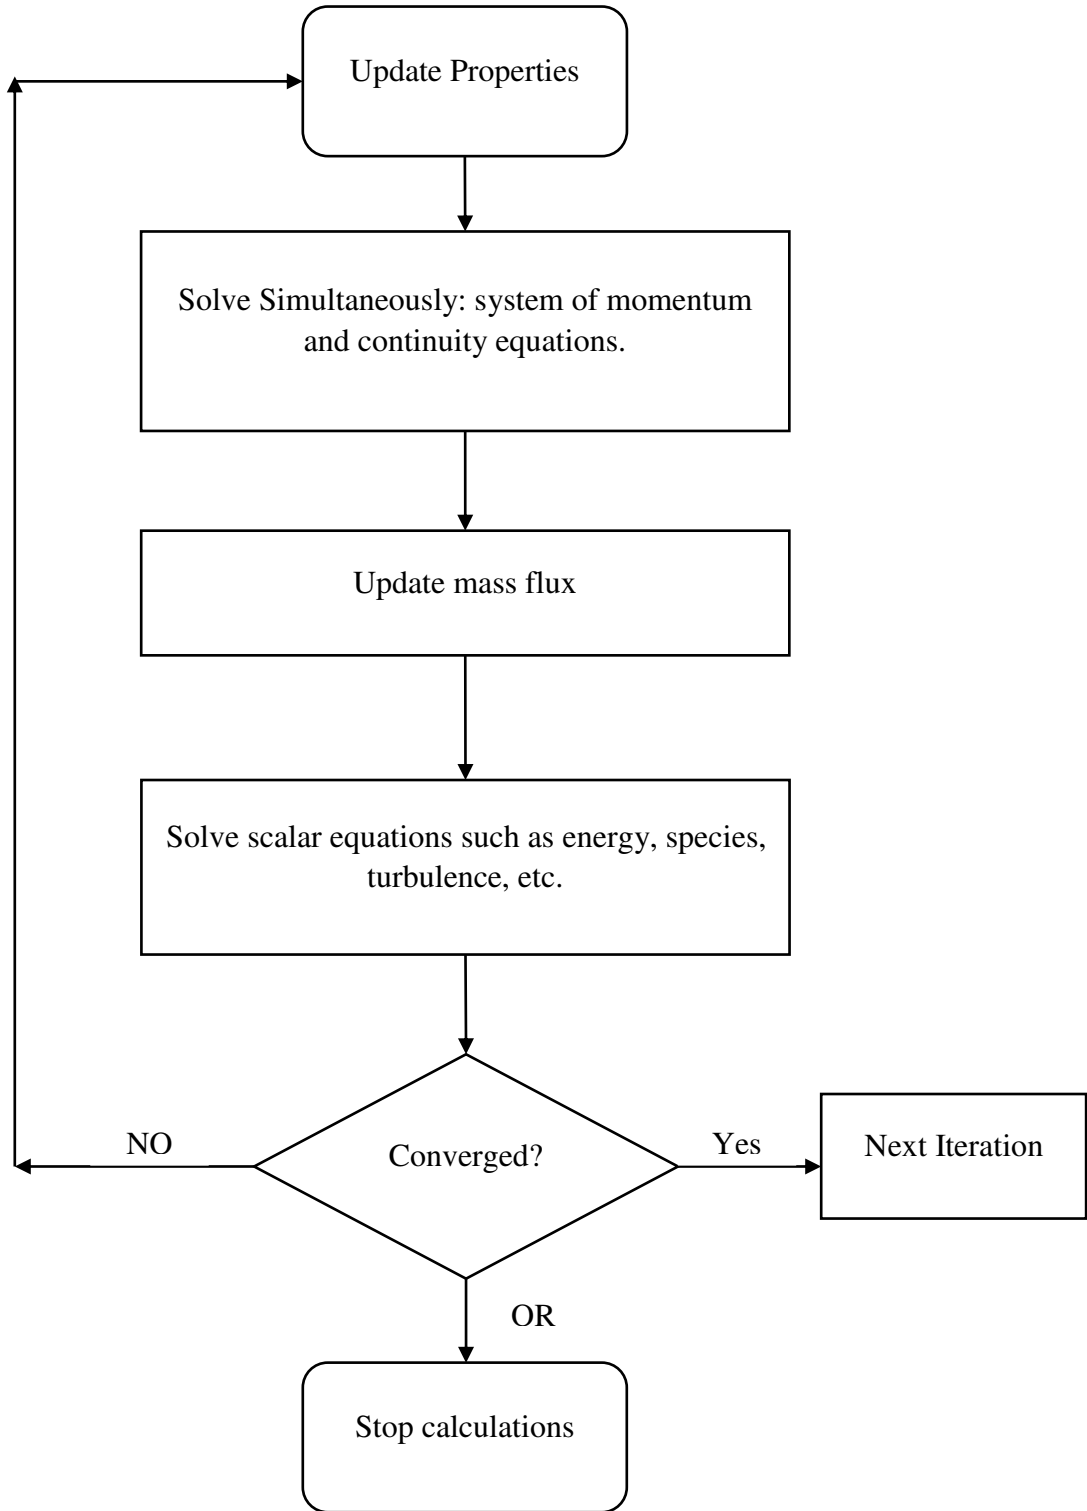 Update Properties
Solve Simultaneously: system of momentum
and continuity equations.
Update mass flux
Solve scalar equations such as energy, species,
turbulence, etc.
NO
Converged?
Yes
Next Iteration
OR
Stop calculations